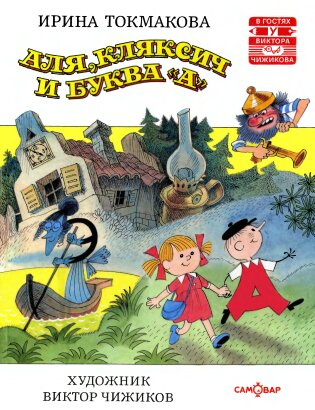 ИРИНА ТОКМАКОВА
АЛЯ, КЛЯКСИЧ
И БУКВА «А»
В ГОСТЯХ
У
ВИКТОРА
ЧИЖИКОВА
А
ХУДОЖНИК
ВИКТОР ЧИЖИКОВ
САМОВАР